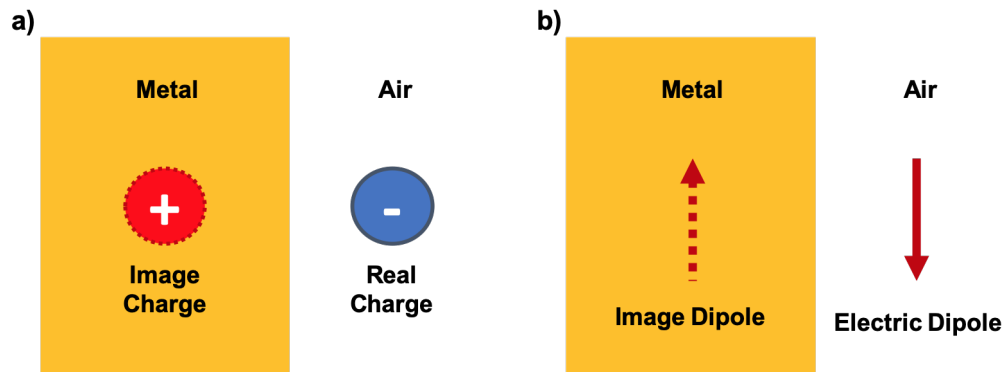 a)
Metal
Air
+
-
Image
Charge
Real
Charge
b)
Metal
Air
Image Dipole
Electric Dipole